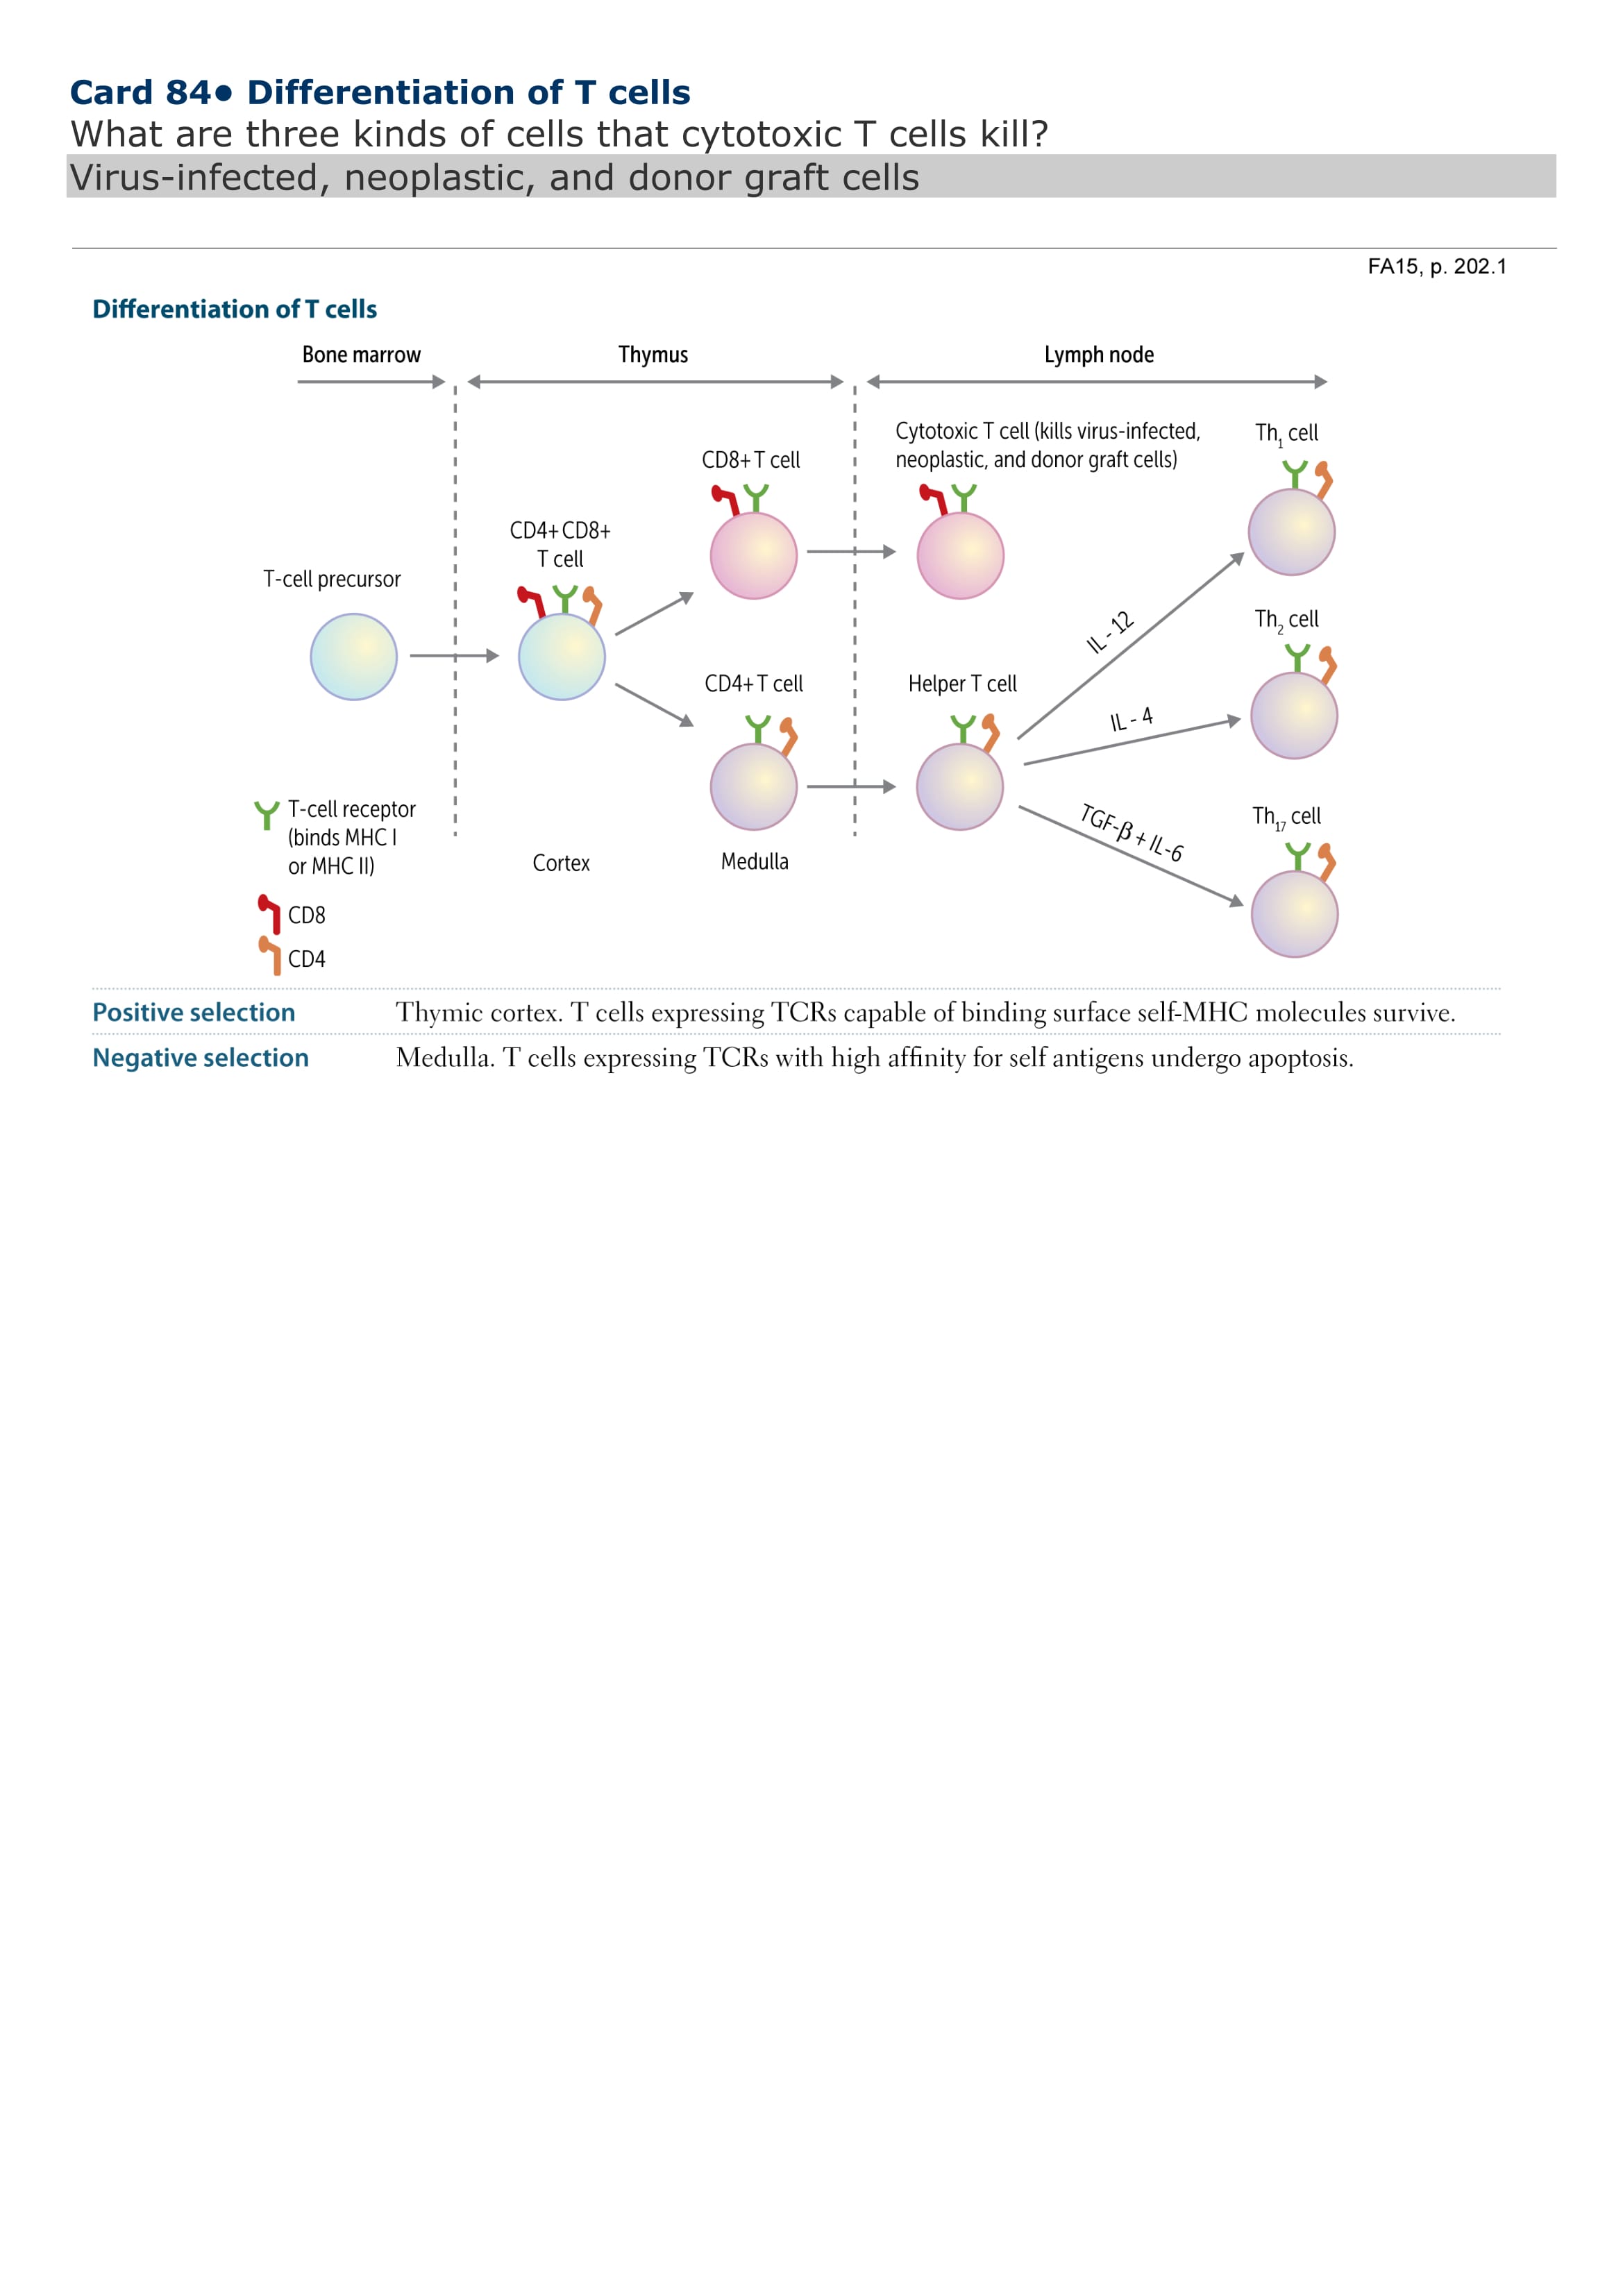 Card 84● Differentiation of T cells
What are three kinds of cells that cytotoxic T cells kill?
Virus-infected, neoplastic, and donor graft cells
FA15, p. 202.1
Differentiation of T cells
Bone marrow
Thymus
Lymph node
T-cell precursor
CD4+ CD8+
T cell
CD8+ T cell
CD4+ T cell
Cytotoxic T cell (kills virus-infected,
neoplastic, and donor graft cells)
Helper T cell
IL - 12
IL - 4
TGF-β + IL-6
Th1 cell
Th2 cell
Th17 cell
T-cell receptor
(binds MHC I
or MHC II)
CD8
CD4
Cortex
Medulla
Positive selection Thymic cortex. T cells expressing TCRs capable of binding surface self-MHC molecules survive.
Negative selection Medulla. T cells expressing TCRs with high affinity for self antigens undergo apoptosis.